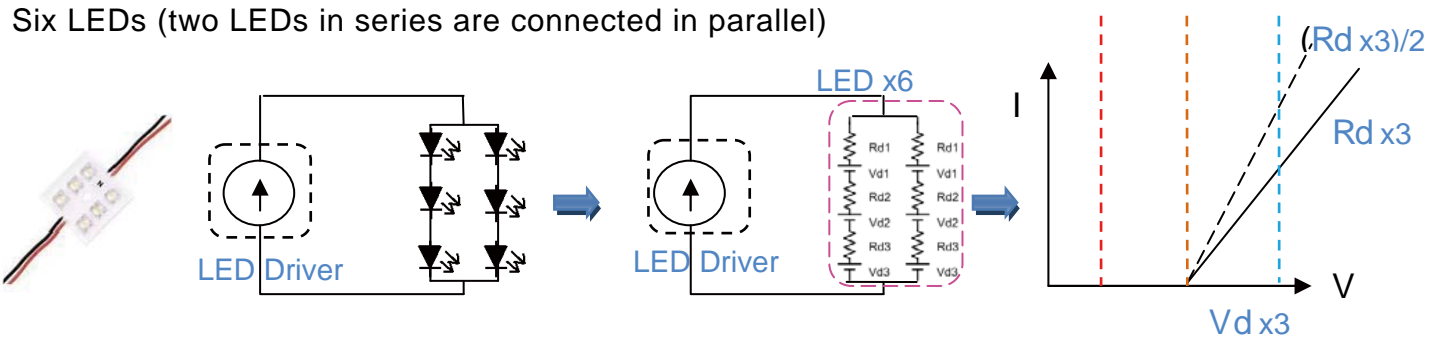 Six LEDs (two LEDs in series are connected in parallel)
LED Driver
LED x6
Rd1 Rd1
Vd1 Vd1
Rd2 Rd2
Vd2 Vd2
Rd3 Rd3
Vd3 Vd3
LED Driver
I
(Rd x3)/2
Rd x3
V
Vd x3